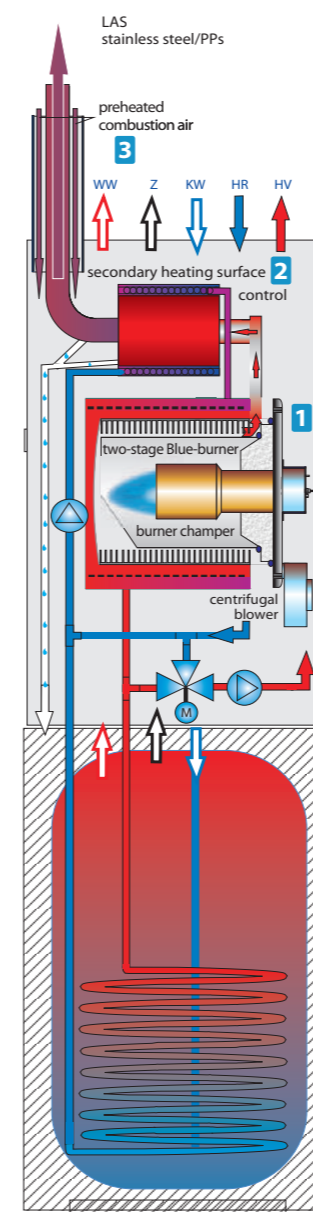 LAS
stainless steel/PPs
preheated
combustion air
3
WW Z KW HR HV
secondary heating surface 2
control
1
two-stage Blue-burner
burner champer
centrifugal
blower
M